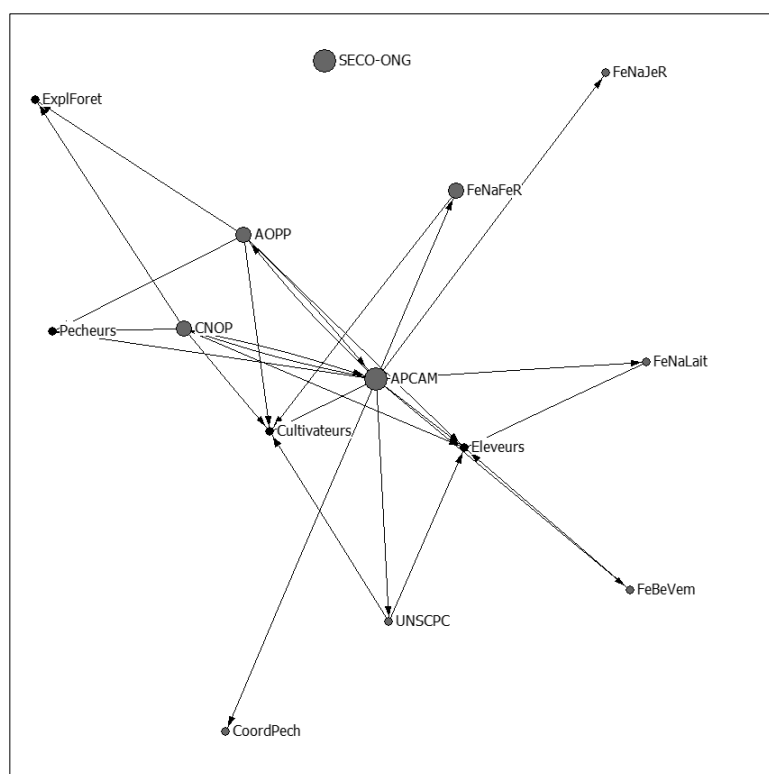 SECO-ONG
FeNaJeR
ExplForet
FeNaFeR
AOPP
Pecheurs
CNOP
FeNaLait
APCAM
Cultivateurs
Eleveurs
FeBeVem
UNSCPC
CoordPech